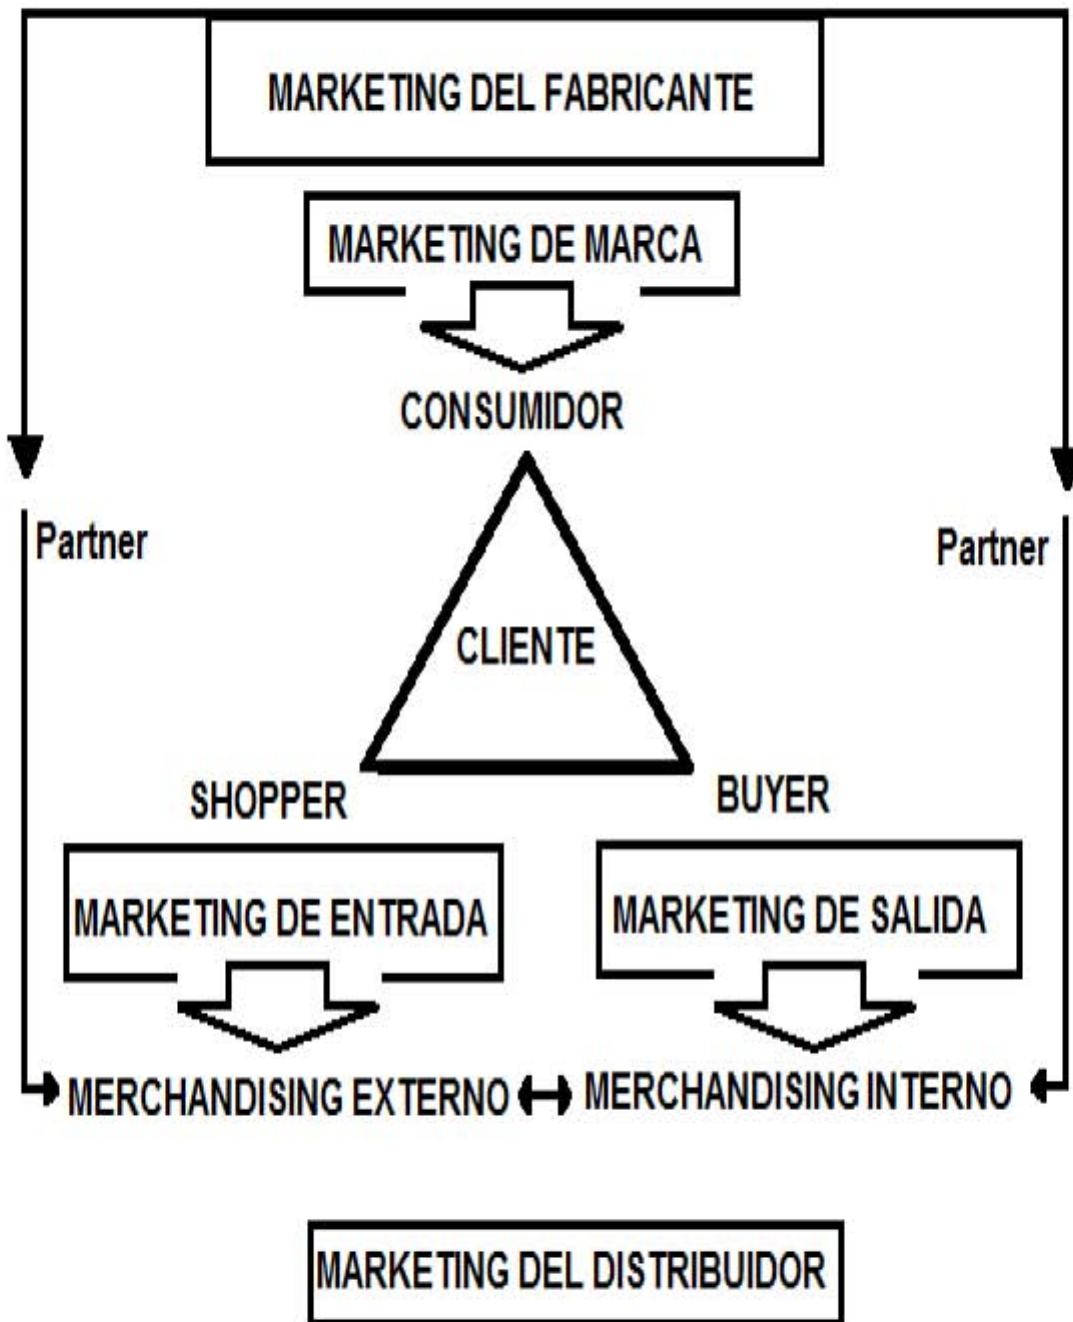 MARKETING DEL FABRICANTE
MARKETING DE MARCA
CONSUMIDOR
Partner
Partner
CLIENTE
SHOPPER
BUYER
MARKETING DE ENTRADA
MARKETING DE SALIDA
MERCHANDISING EXTERNO
MERCHANDISING INTERNO
MARKETING DEL DISTRIBUIDOR